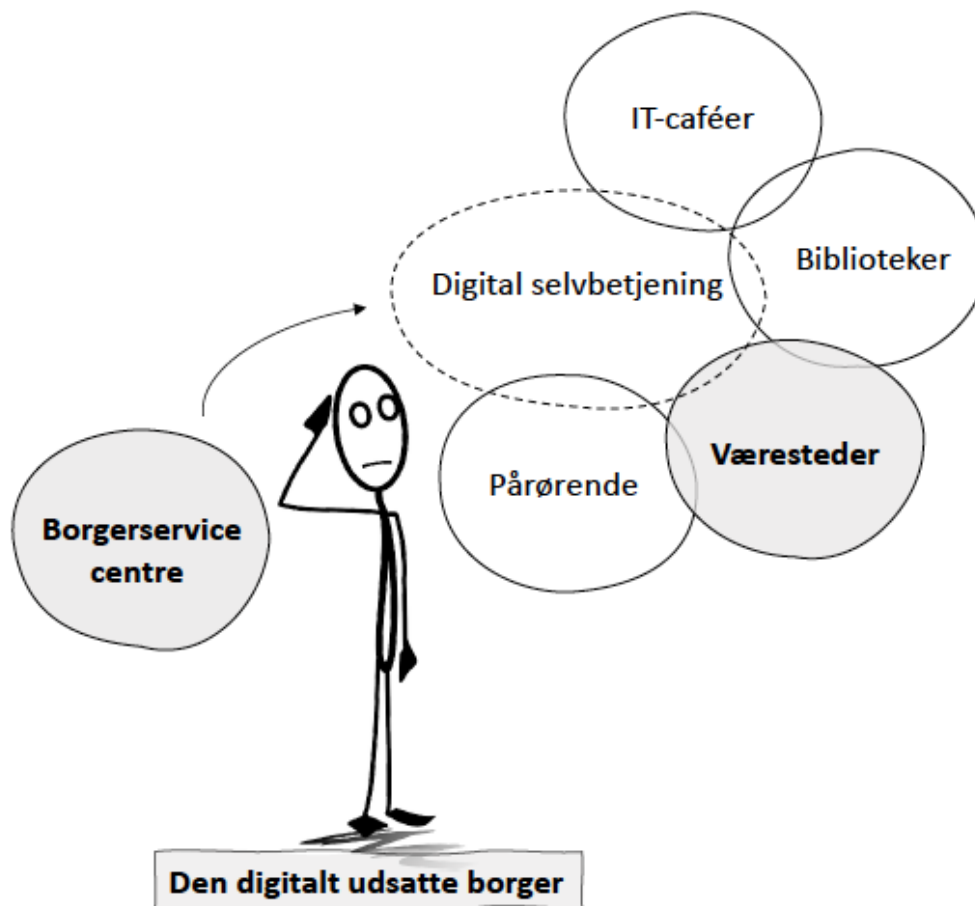 IT-caféer
Biblioteker
Digital selvbetjening
Væresteder
Pårørende
Borgerservice
centre
Den digitalt udsatte borger